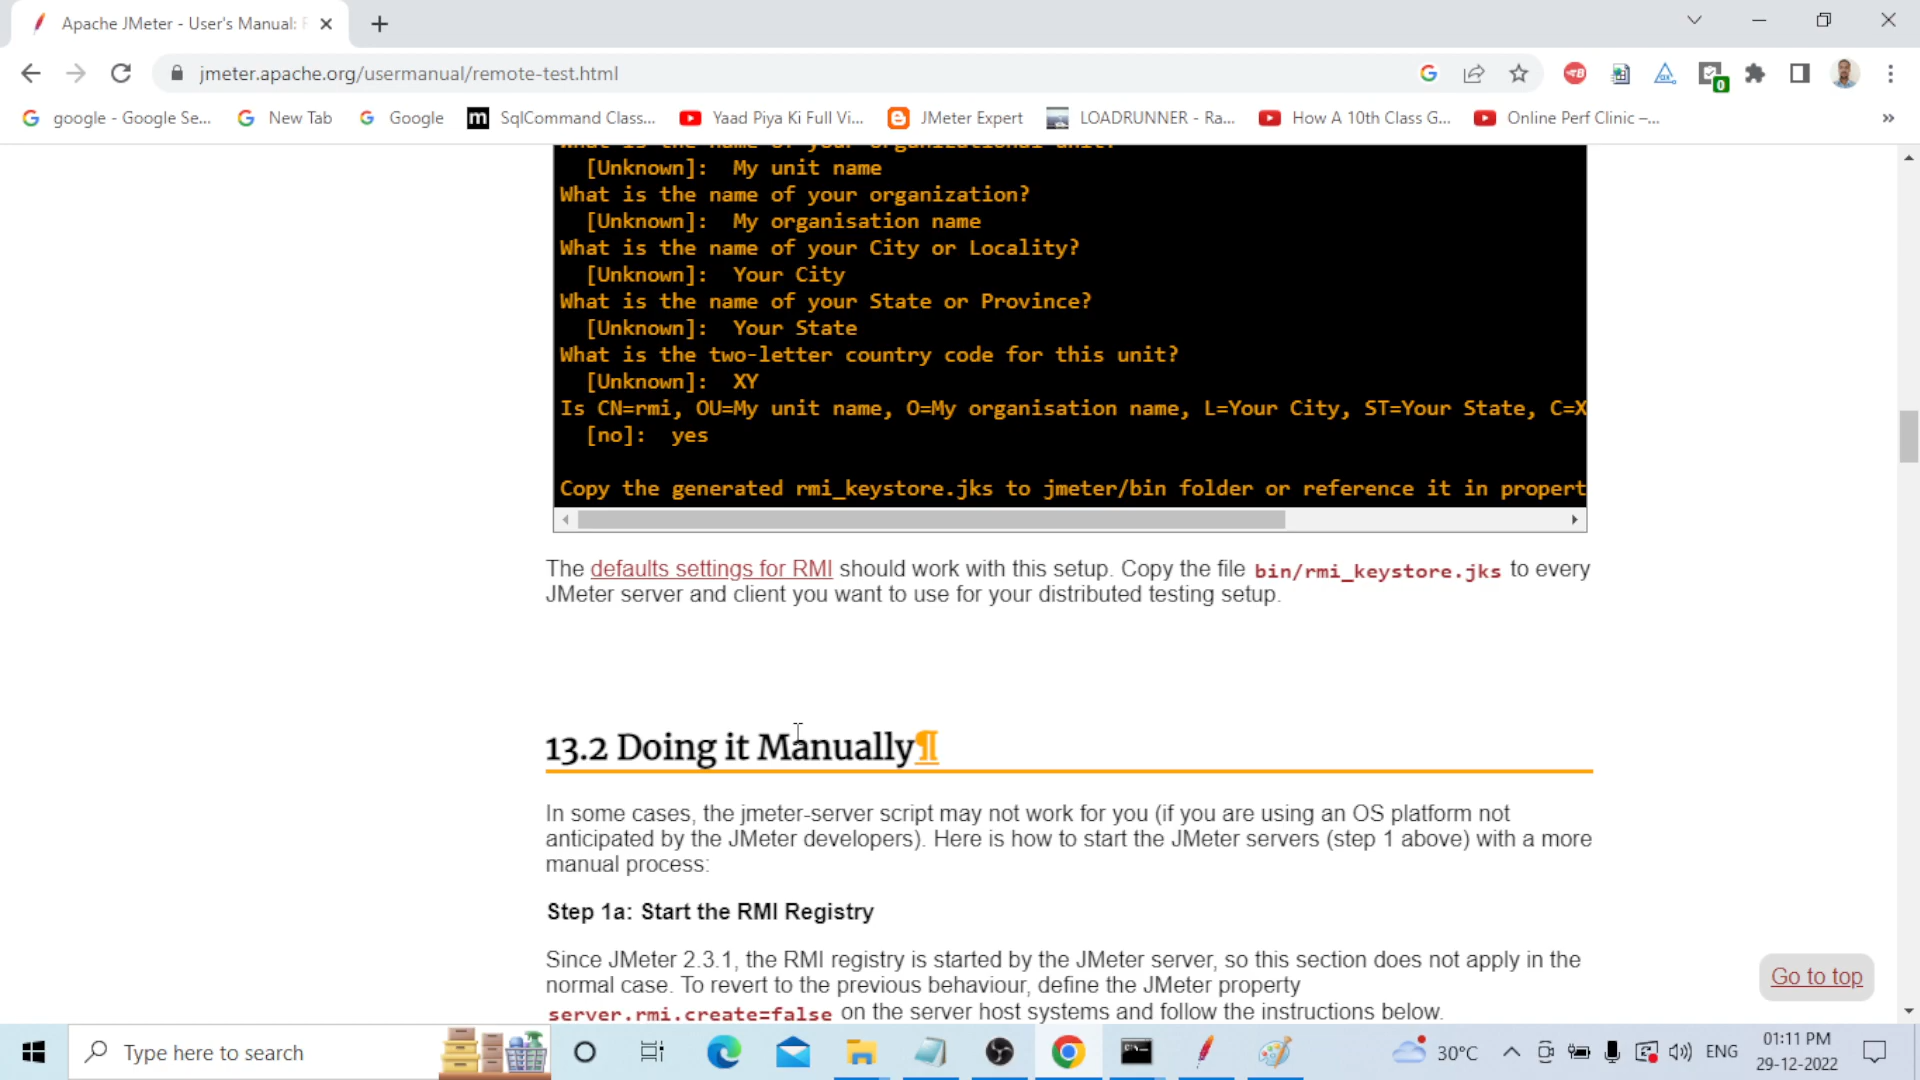 Apache JMeter - User's Manual:
jmeter.apache.org/usermanual/remote-test.html
0
google - Google Se...
New Tab
Google
m
SqlCommand Class...
Yaad Piya Ki Full Vi...
JMeter Expert
LOADRUNNER - Ra...
How A 10th Class G...
Online Perf Clinic –...
»
What is the name of your organizational unit?
[Unknown]:  My unit name
What is the name of your organization?
[Unknown]:  My organisation name
What is the name of your City or Locality?
[Unknown]:  Your City
What is the name of your State or Province?
[Unknown]:  Your State
What is the two-letter country code for this unit?
[Unknown]:  XY
Is CN=rmi, OU=My unit name, O=My organisation name, L=Your City, ST=Your State, C=X
[no]:  yes
Copy the generated rmi_keystore.jks to jmeter/bin folder or reference it in propert
The defaults settings for RMI should work with this setup. Copy the file bin/rmi_keystore.jks to every
JMeter server and client you want to use for your distributed testing setup.
13.2 Doing it Manually¶
In some cases, the jmeter-server script may not work for you (if you are using an OS platform not
anticipated by the JMeter developers). Here is how to start the JMeter servers (step 1 above) with a more
manual process:
Step 1a: Start the RMI Registry
Since JMeter 2.3.1, the RMI registry is started by the JMeter server, so this section does not apply in the
normal case. To revert to the previous behaviour, define the JMeter property
server.rmi.create=false on the server host systems and follow the instructions below.
Go to top
Type here to search
30°C
ENG
01:11 PM
29-12-2022